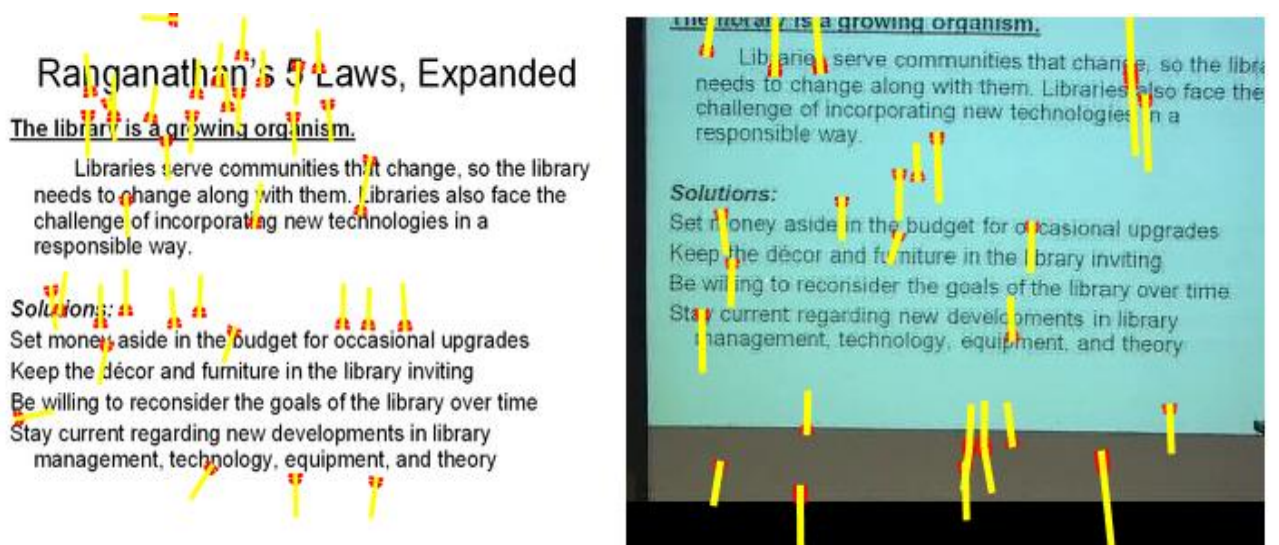 Ranganathan's 5 Laws, Expanded
The library is a growing organism.
Libraries serve communities that change, so the library
needs to change along with them. Libraries also face the
challenge of incorporating new technologies in a
responsible way.
Solutions:
Set money aside in the budget for occasional upgrades
Keep the décor and furniture in the library inviting
Be willing to reconsider the goals of the library over time
Stay current regarding new developments in library
management, technology, equipment, and theory
The library is a growing organism.
Libraries serve communities that change, so the libra
needs to change along with them. Libraries also face the
challenge of incorporating new technologies in a
responsible way.
Solutions:
Set money aside in the budget for occasional upgrades
Keep the décor and furniture in the library inviting
Be willing to reconsider the goals of the library over time
Stay current regarding new developments in library
management, technology, equipment, and theory